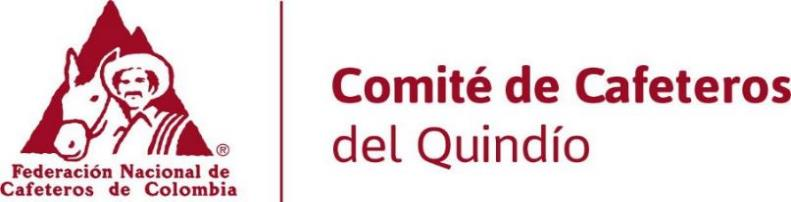 Federación Nacional de
Cafeteros de Colombia
®
Comité de Cafeteros
del Quindío